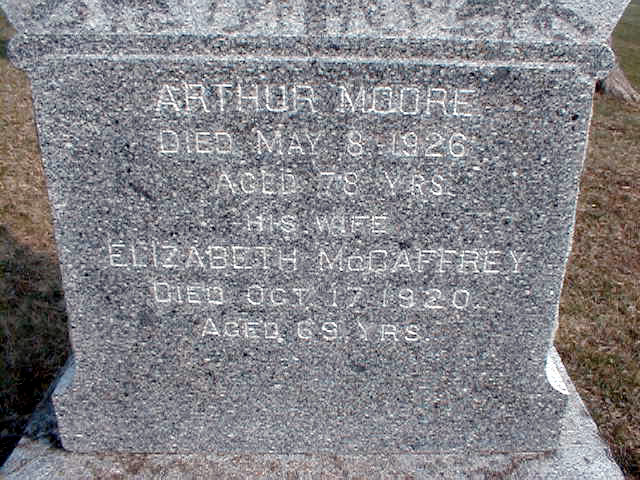 ARTHUR MOORE
DIED MAY 8 1926
AGED 78 YRS.
HIS WIFE
ELIZABETH McCAFFREY
DIED OCT. 17 1920.
AGED 69 YRS.